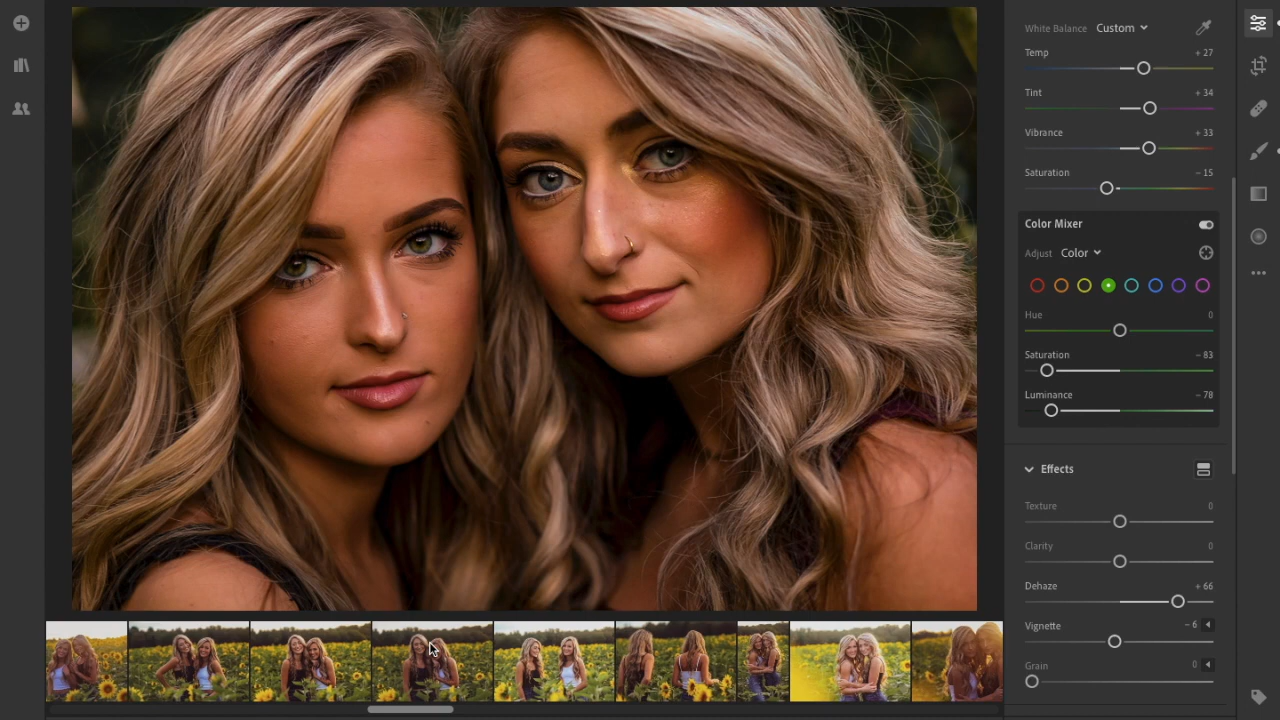 White Balance Custom
Temp + 27
Tint + 34
Vibrance + 33
Saturation – 15
Color Mixer
Adjust Color
Hue 0
Saturation – 83
Luminance – 78
Effects
Texture 0
Clarity 0
Dehaze + 66
Vignette – 6
Grain 0